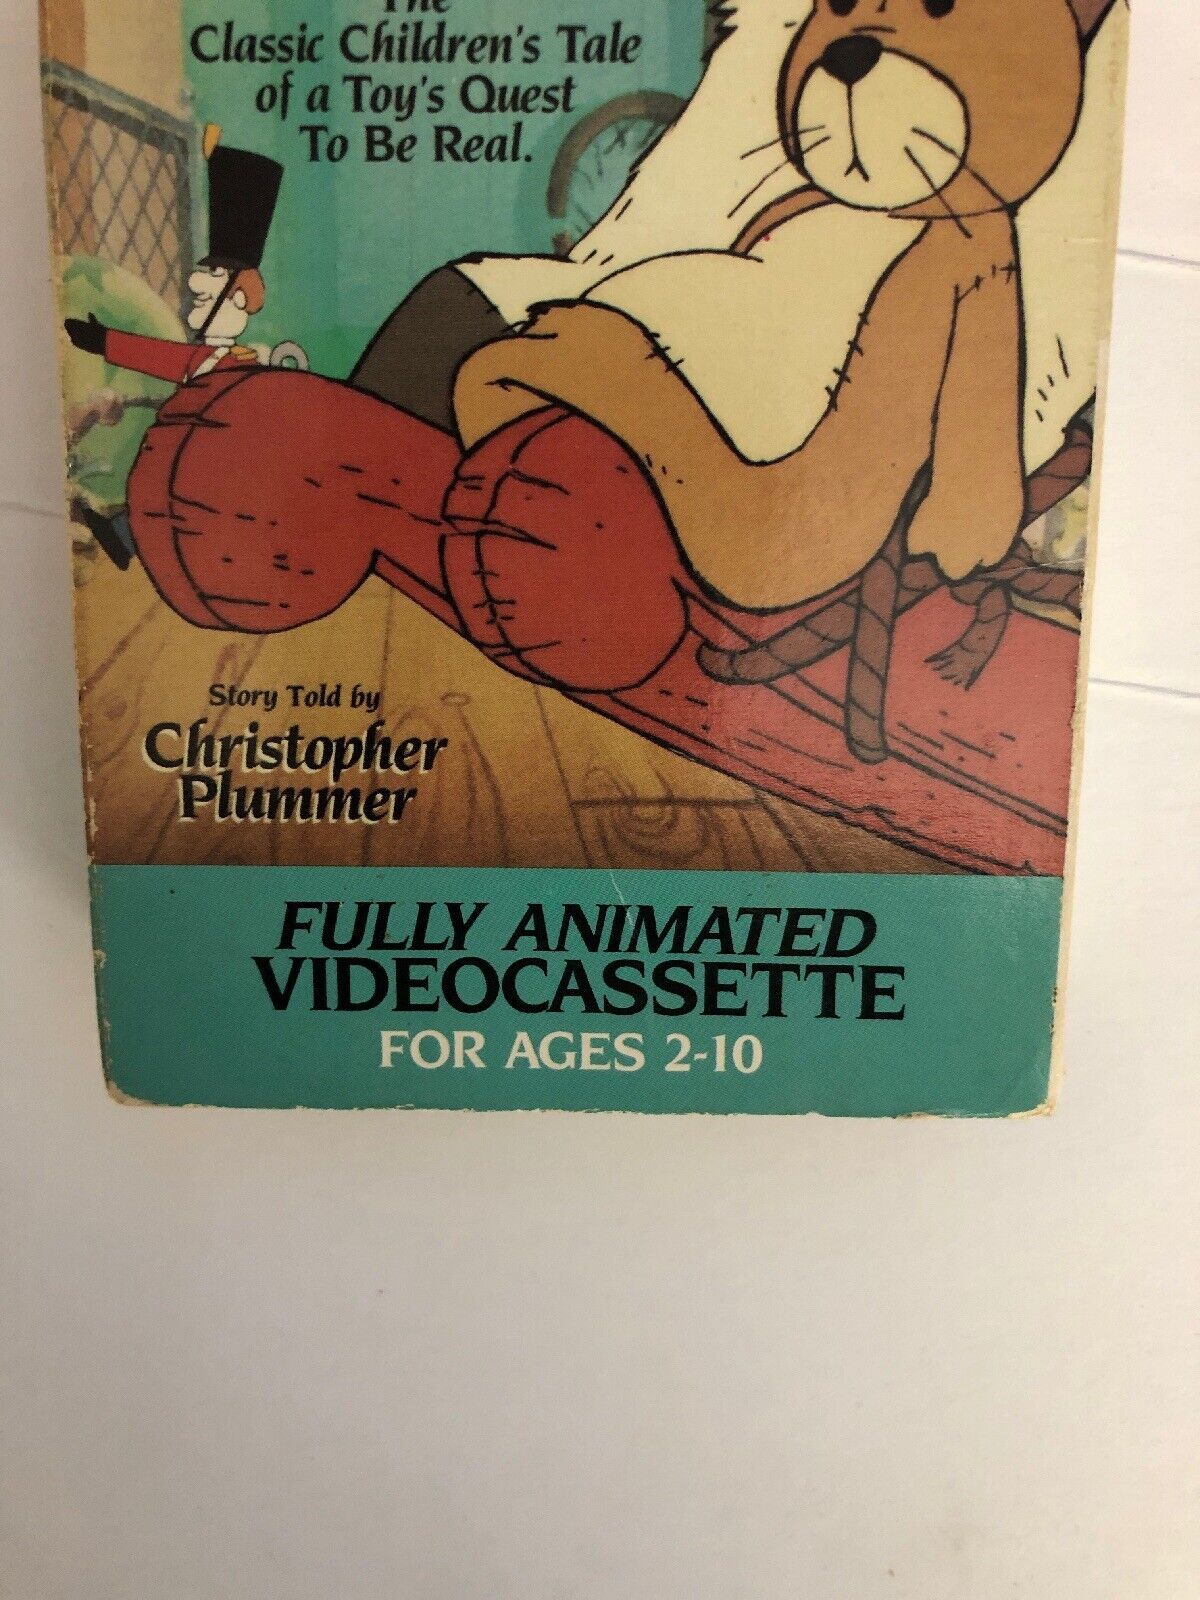 The
Classic Children's Tale
of a Toy's Quest
To Be Real.
Story Told by
Christopher
Plummer
FULLY ANIMATED
VIDEOCASSETTE
FOR AGES 2-10